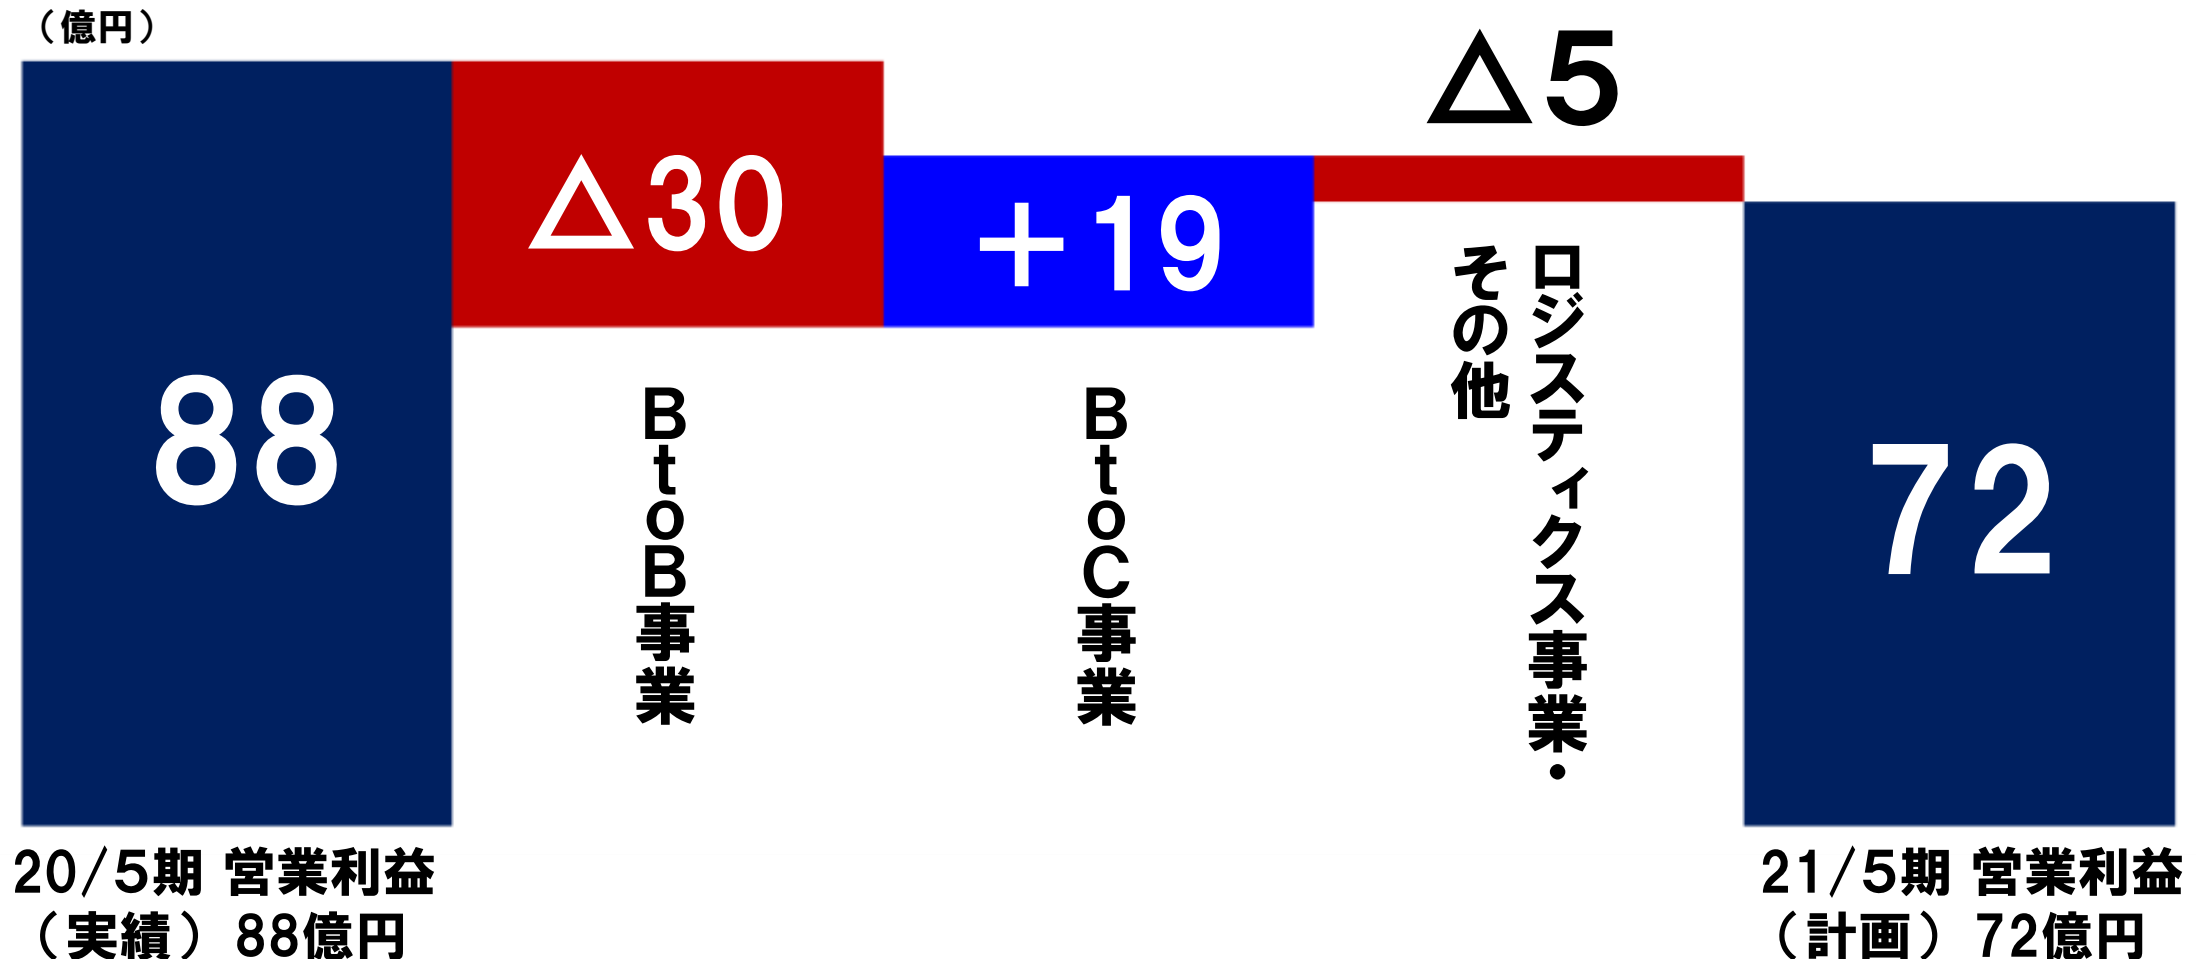 （億円）
88
△30
BtoB事業
＋19
BtoC事業
△5
ロジスティクス事業・
その他
72
20/5期 営業利益
（実績）88億円
21/5期 営業利益
（計画）72億円